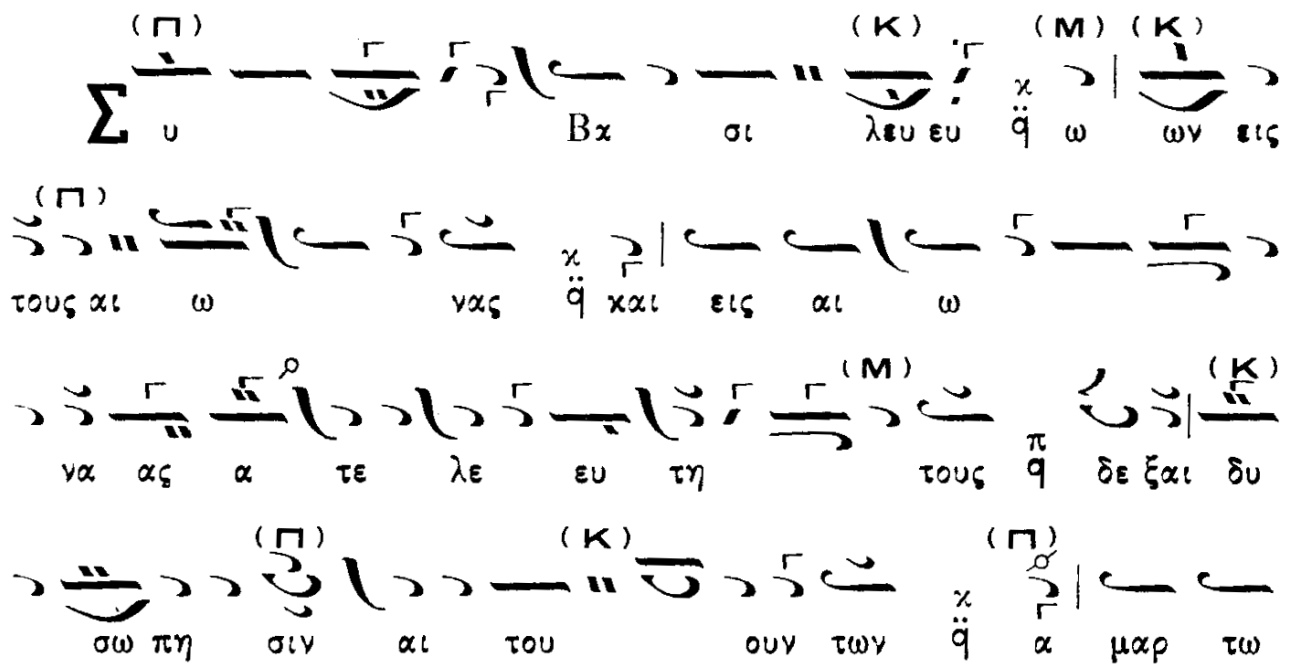 (Π) (Κ) (Μ) (Κ)
Συ Βα σι λευ ευ ϰ q̈ ω ων εις
(Π)
τους αι ω νας ϰ q̈ και εις αι ω
(Μ) (Κ)
να ας α τε λε ευ τη τους π q δε ξαι δυ
(Π) (Κ) (Π)
σω πη σιν αι του ουν των ϰ q̈ α μαρ τω